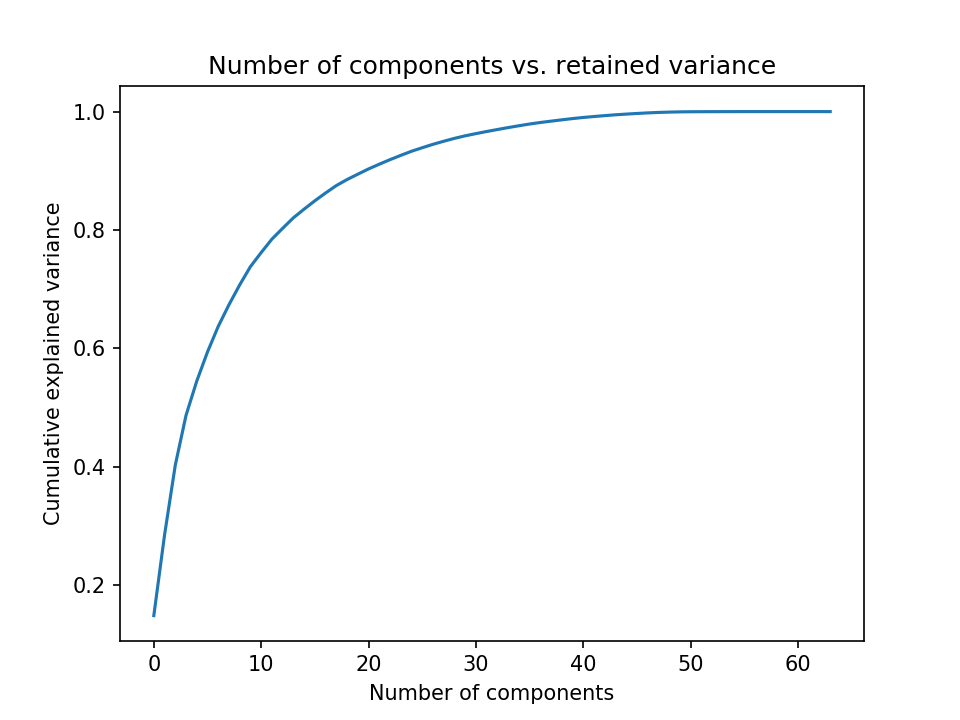 Number of components vs. retained variance
1.0
0.8
0.6
0.4
0.2
Cumulative explained variance
0 10 20 30 40 50 60
Number of components